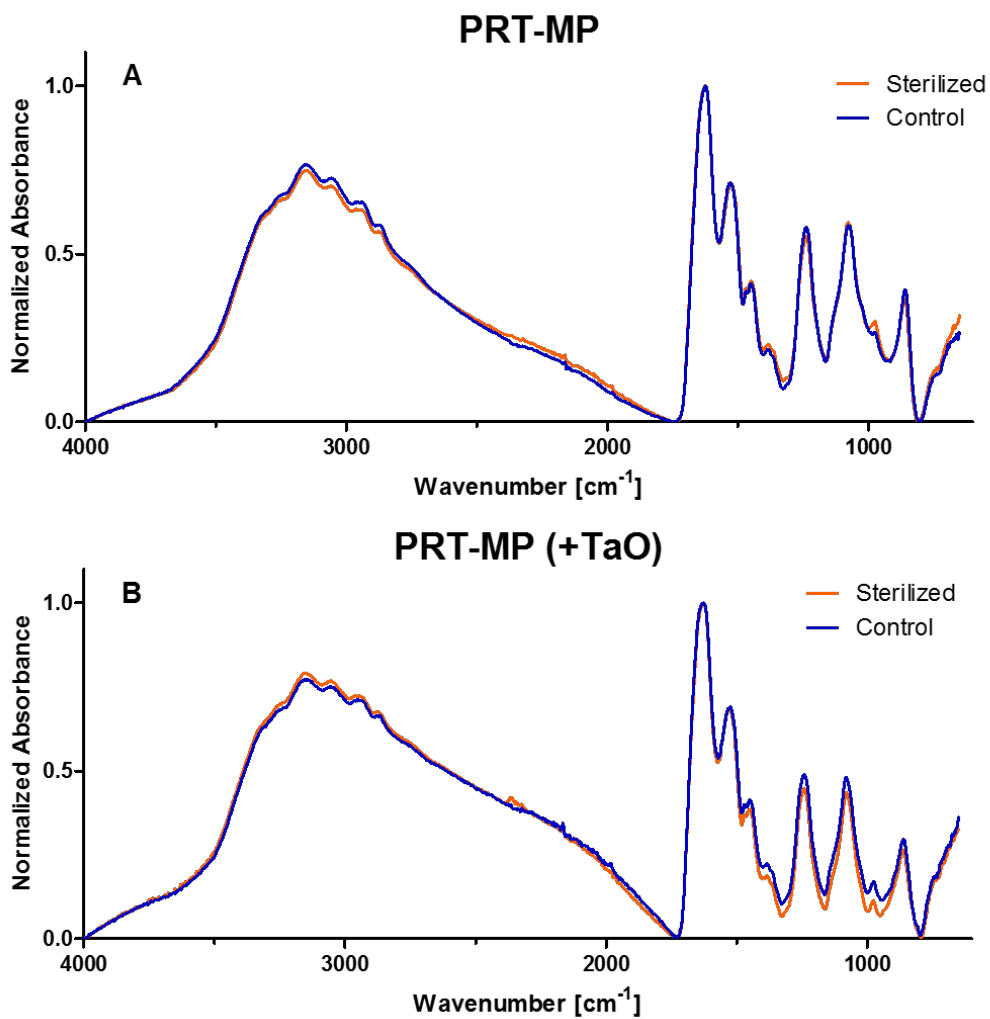 PRT-MP
A
Sterilized
Control
Normalized Absorbance
1.0
0.5
0.0
4000 3000 2000 1000
Wavenumber [cm⁻¹]
PRT-MP (+TaO)
B
Sterilized
Control
Normalized Absorbance
1.0
0.5
0.0
4000 3000 2000 1000
Wavenumber [cm⁻¹]